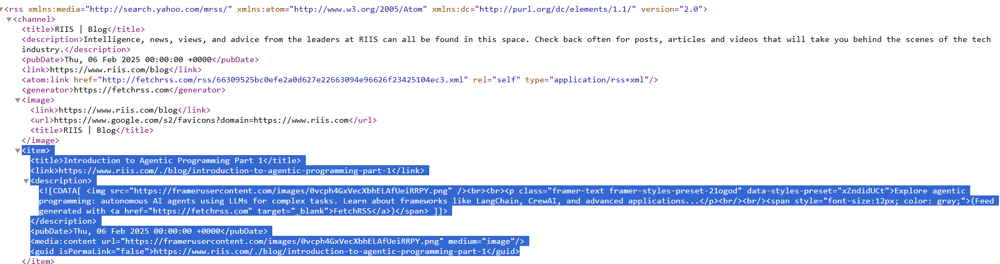 <rss xmlns:media="http://search.yahoo.com/mrss/" xmlns:atom="http://www.w3.org/2005/Atom" xmlns:dc="http://purl.org/dc/elements/1.1/" version="2.0">
<channel>
<title>RIIS | Blog</title>
<description>Intelligence, news, views, and advice from the leaders at RIIS can all be found in this space. Check back often for posts, articles and videos that will take you behind the scenes of the tech
industry.</description>
<pubDate>Thu, 06 Feb 2025 00:00:00 +0000</pubDate>
<link>https://www.riis.com/blog</link>
<atom:link href="http://fetchrss.com/rss/66309525bc0efe2a0d627e22663094e96626f23425104ec3.xml" rel="self" type="application/rss+xml"/>
<generator>https://fetchrss.com</generator>
<image>
<link>https://www.riis.com/blog</link>
<url>https://www.google.com/s2/favicons?domain=https://www.riis.com</url>
<title>RIIS | Blog</title>
</image>
<item>
<title>Introduction to Agentic Programming Part 1</title>
<link>https://www.riis.com/./blog/introduction-to-agentic-programming-part-1</link>
<description>
<![CDATA[ <img src="https://framerusercontent.com/images/0vcph4GxVecXbhELAfUeiRRPY.png" /><br><br><p class="framer-text framer-styles-preset-21ogod" data-styles-preset="xZndidUCt">Explore agentic
programming: autonomous AI agents using LLMs for complex tasks. Learn about frameworks like LangChain, CrewAI, and advanced applications...</p><br/><br/><span style="font-size:12px; color: gray;">(Feed
generated with <a href="https://fetchrss.com" target="_blank">FetchRSS</a>)</span> ]]>
</description>
<pubDate>Thu, 06 Feb 2025 00:00:00 +0000</pubDate>
<media:content url="https://framerusercontent.com/images/0vcph4GxVecXbhELAfUeiRRPY.png" medium="image"/>
<guid isPermaLink="false">https://www.riis.com/./blog/introduction-to-agentic-programming-part-1</guid>
</item>